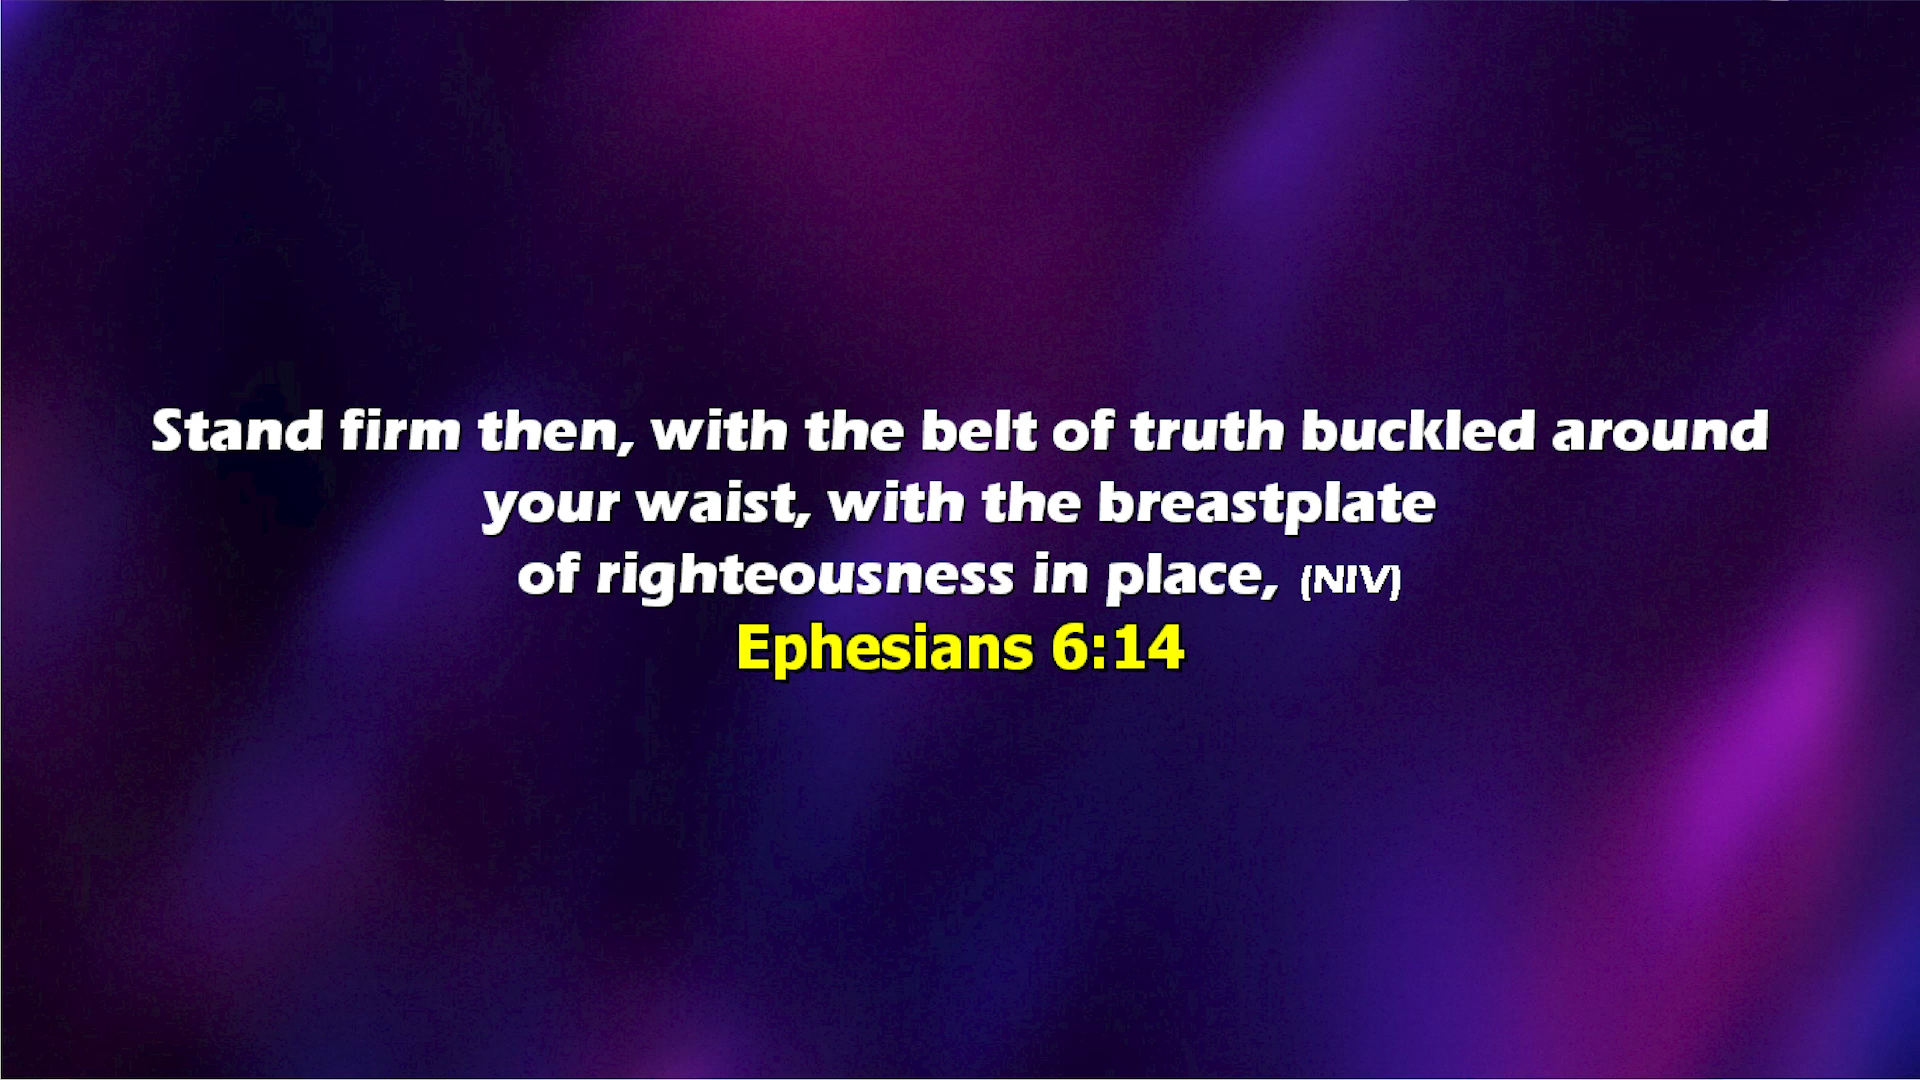 Stand firm then, with the belt of truth buckled around
your waist, with the breastplate
of righteousness in place, (NIV)
Ephesians 6:14